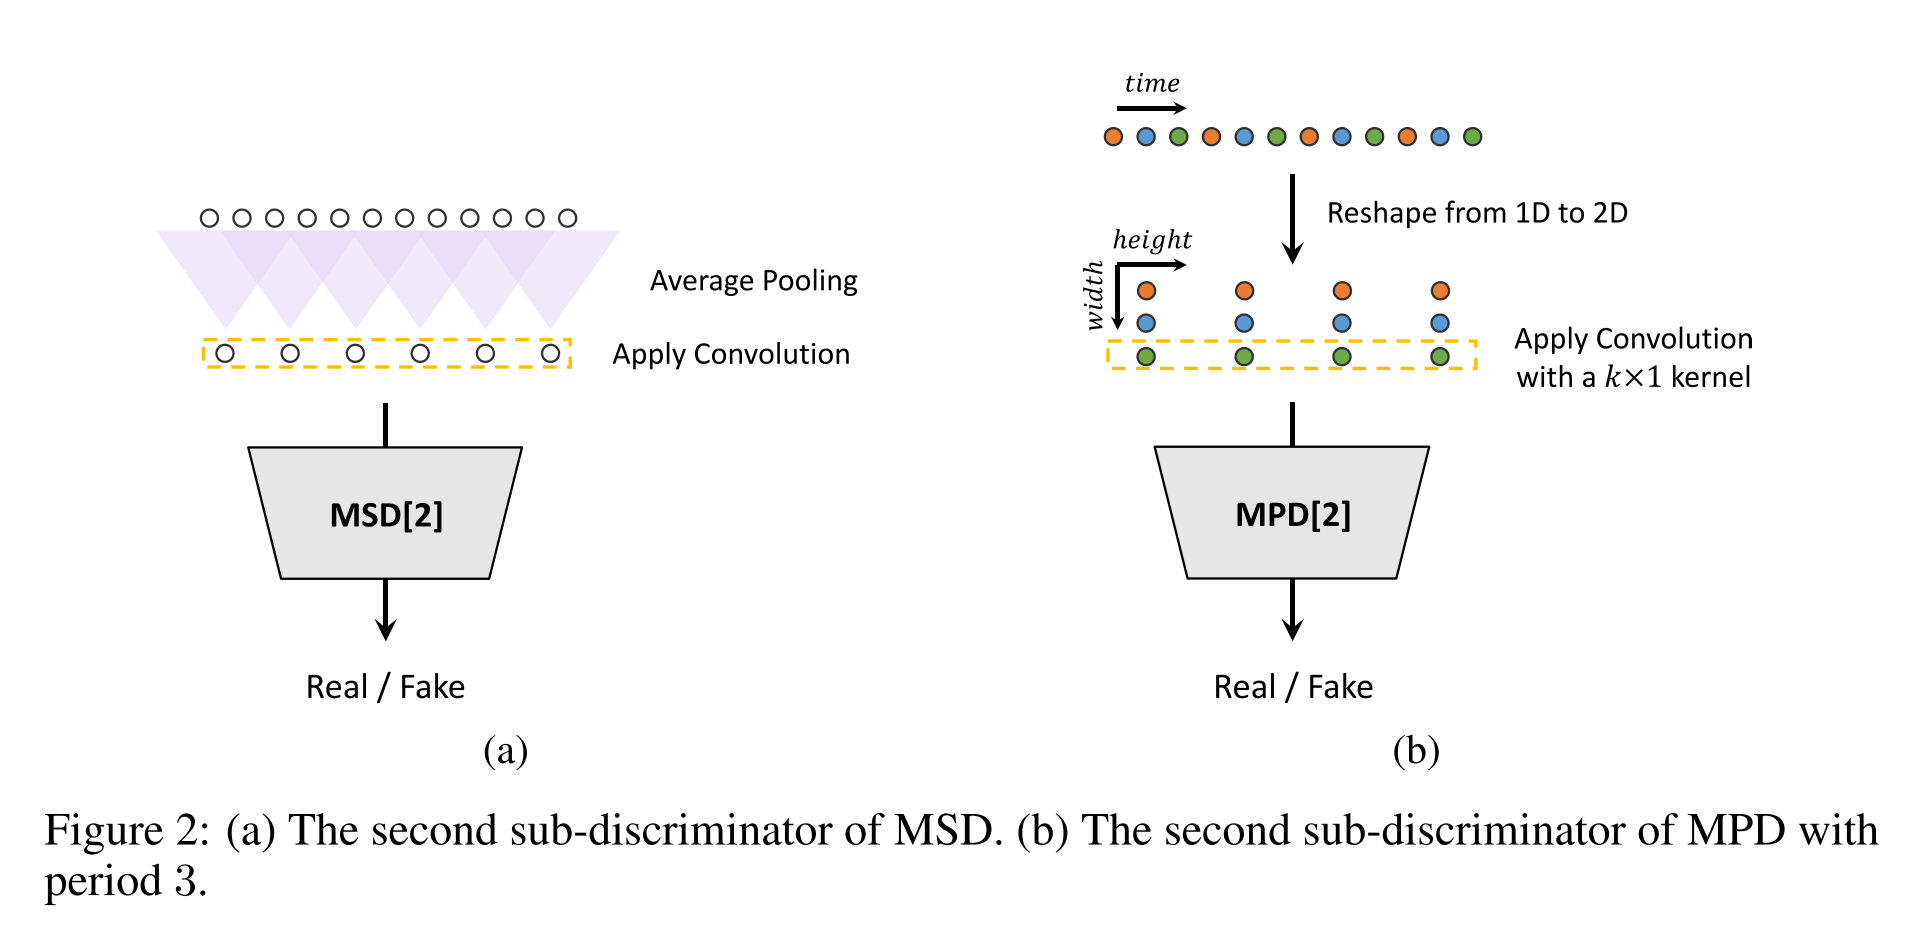 Average Pooling
Apply Convolution
MSD[2]
Real / Fake
(a)
time
Reshape from 1D to 2D
height
width
Apply Convolution
with a k×1 kernel
MPD[2]
Real / Fake
(b)
Figure 2: (a) The second sub-discriminator of MSD. (b) The second sub-discriminator of MPD with
period 3.